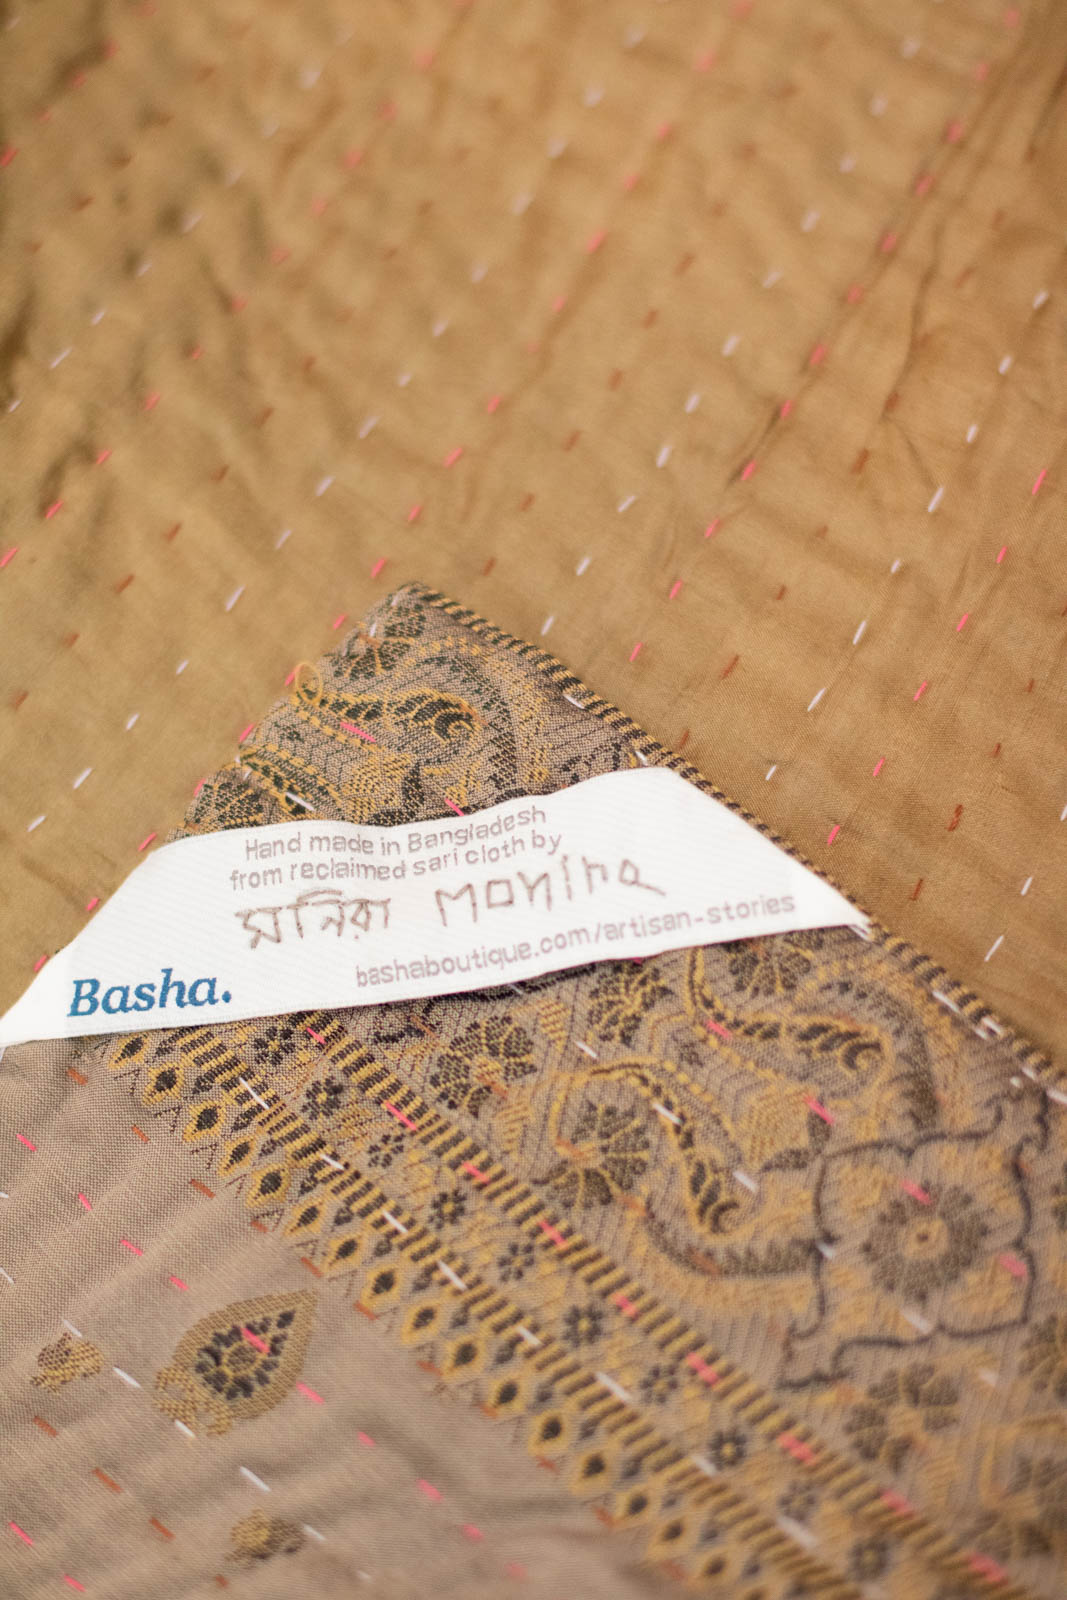 Hand made in Bangladesh
from reclaimed sari cloth by
মনিরা Monira
bashaboutique.com/artisan-stories
Basha.